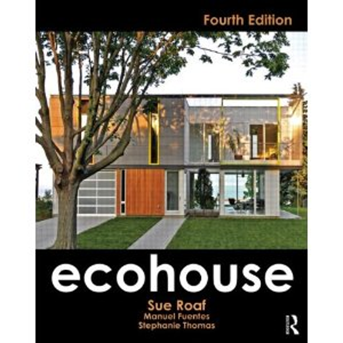 Fourth Edition
ecohouse
Sue Roaf
Manuel Fuentes
Stephanie Thomas
R